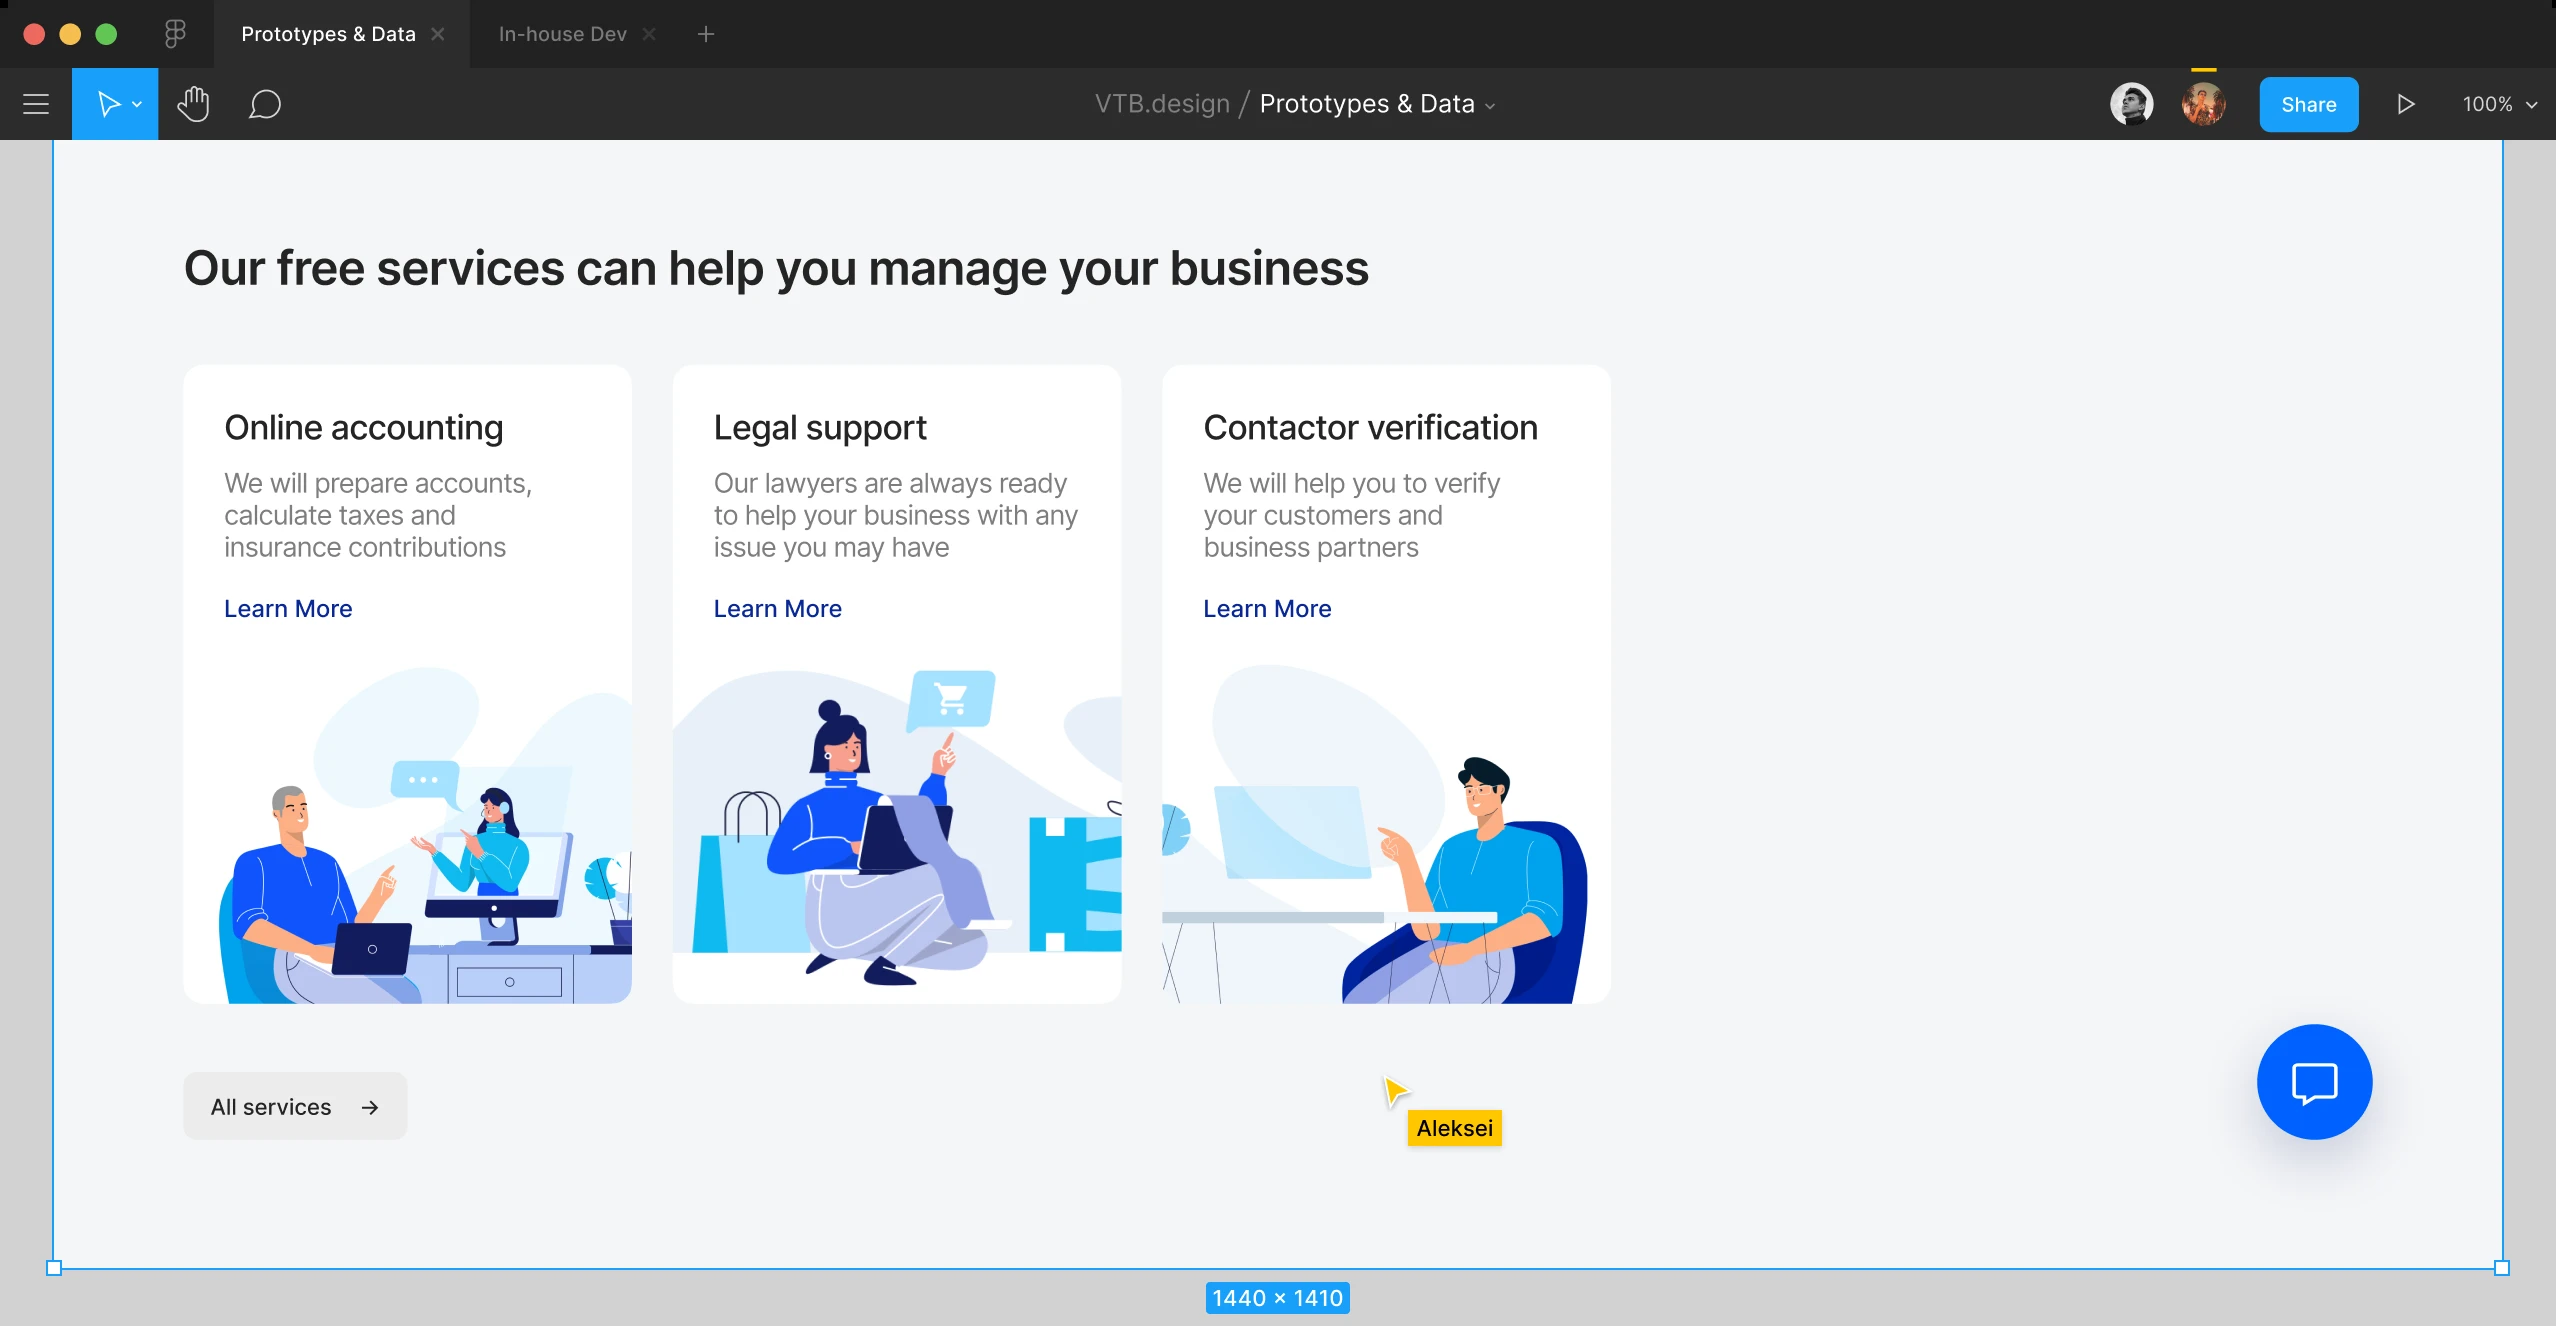 Prototypes & Data
In-house Dev
VTB.design / Prototypes & Data
Share
100%
Our free services can help you manage your business
Online accounting
We will prepare accounts,
calculate taxes and
insurance contributions
Learn More
Legal support
Our lawyers are always ready
to help your business with any
issue you may have
Learn More
Contactor verification
We will help you to verify
your customers and
business partners
Learn More
All services →
Aleksei
1440 × 1410